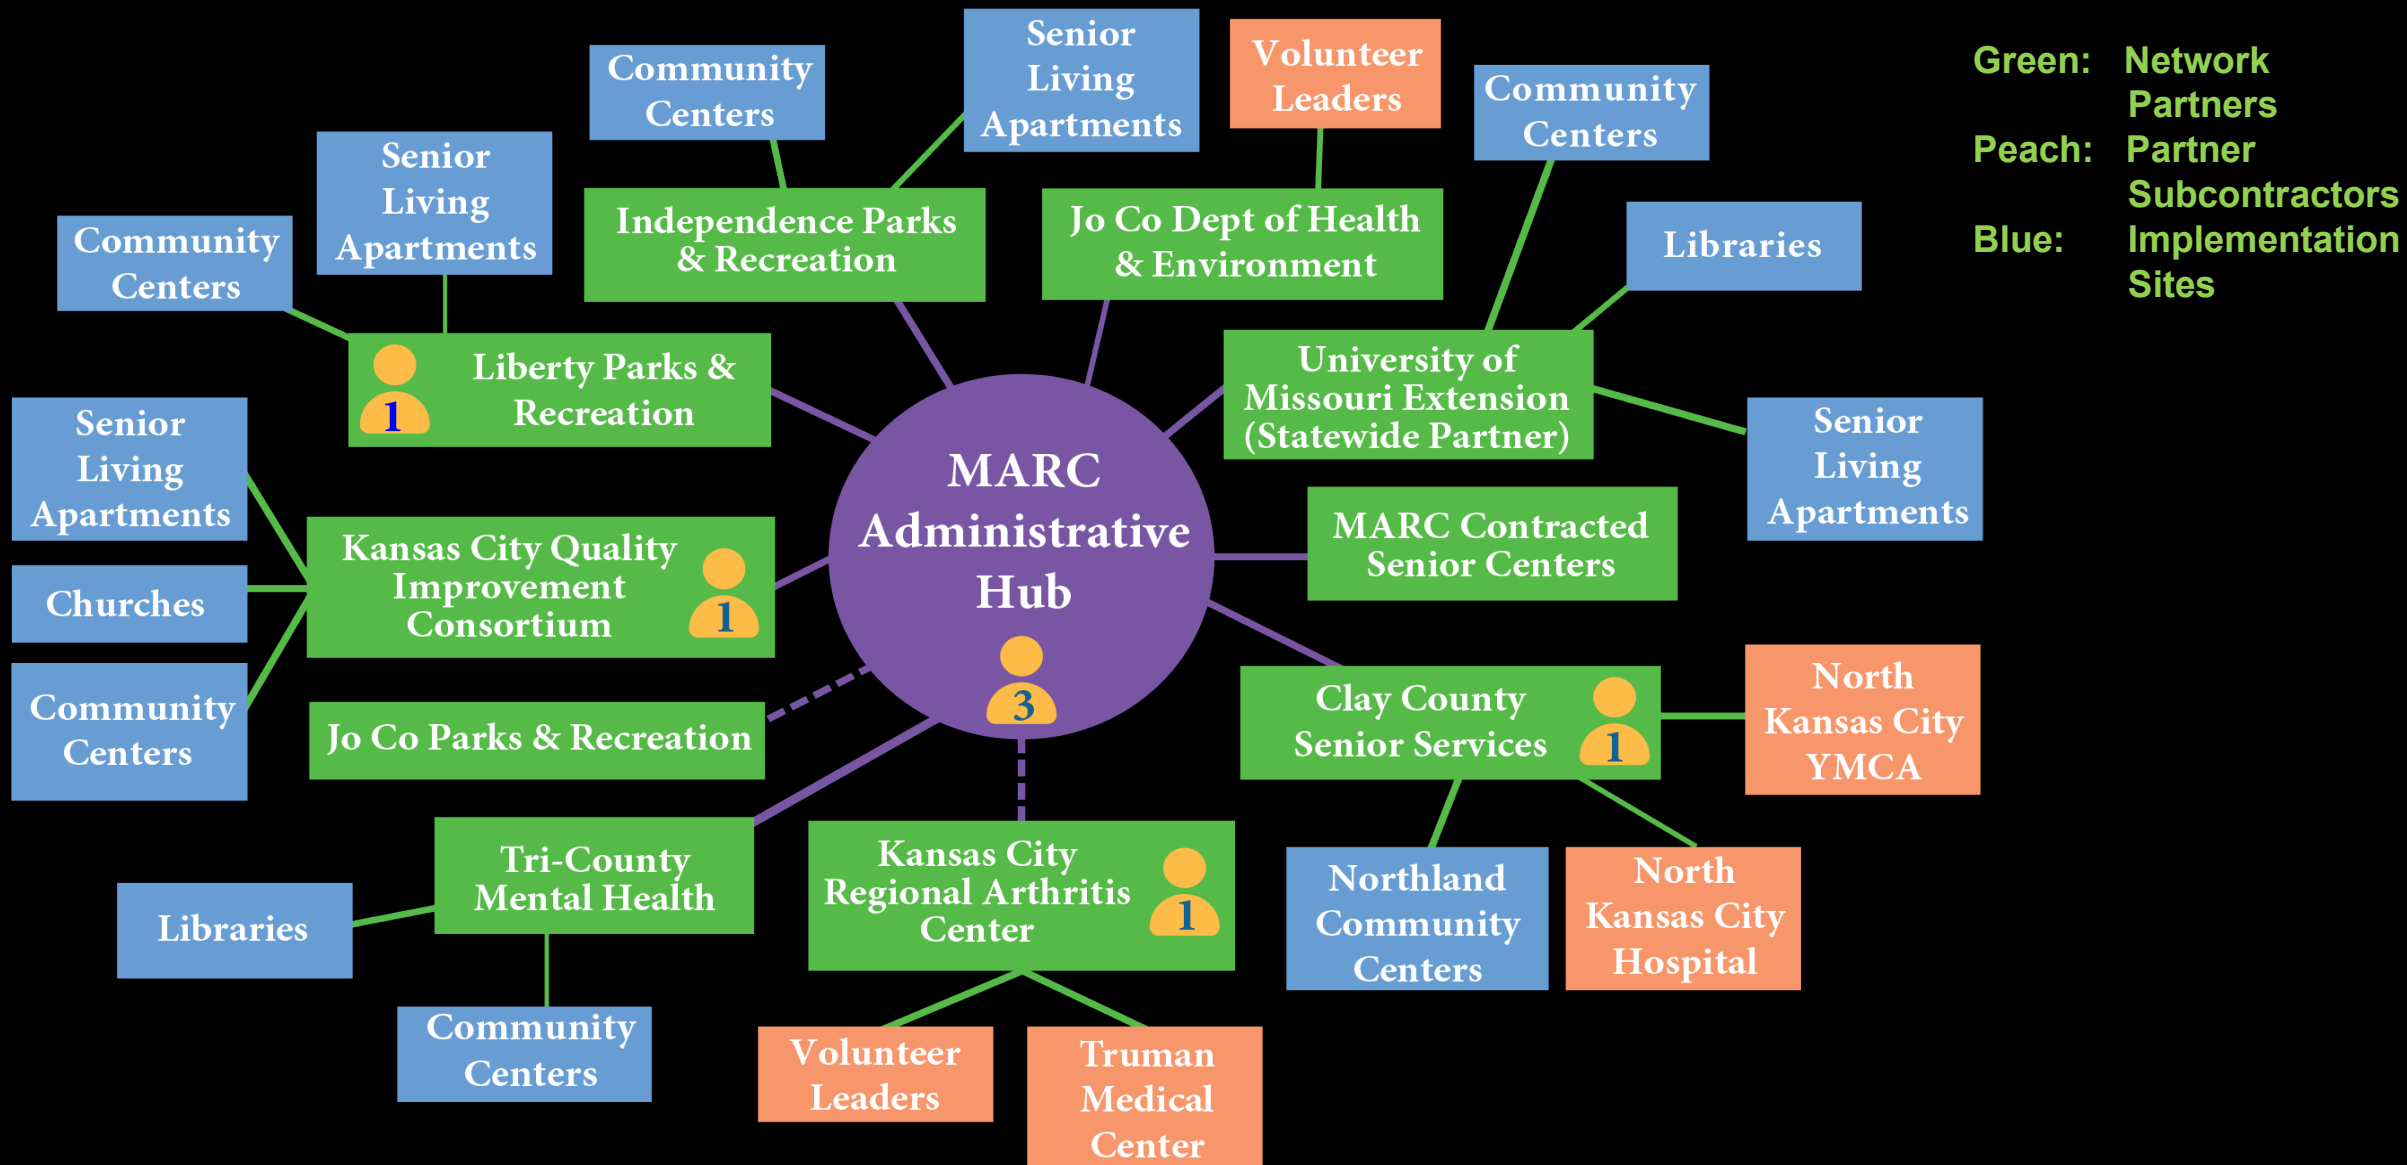 Community
Centers
Senior
Living
Apartments
Volunteer
Leaders
Community
Centers
Green: Network
Partners
Peach: Partner
Subcontractors
Blue: Implementation
Sites
Senior
Living
Apartments
Community
Centers
Independence Parks
& Recreation
Jo Co Dept of Health
& Environment
Libraries
Liberty Parks &
Recreation
1
University of
Missouri Extension
(Statewide Partner)
Senior
Living
Apartments
Senior
Living
Apartments
MARC
Administrative
Hub
3
MARC Contracted
Senior Centers
Kansas City Quality
Improvement
Consortium
1
Churches
Community
Centers
Jo Co Parks & Recreation
Clay County
Senior Services
1
North
Kansas City
YMCA
Tri-County
Mental Health
Kansas City
Regional Arthritis
Center
1
Northland
Community
Centers
North
Kansas City
Hospital
Libraries
Community
Centers
Volunteer
Leaders
Truman
Medical
Center